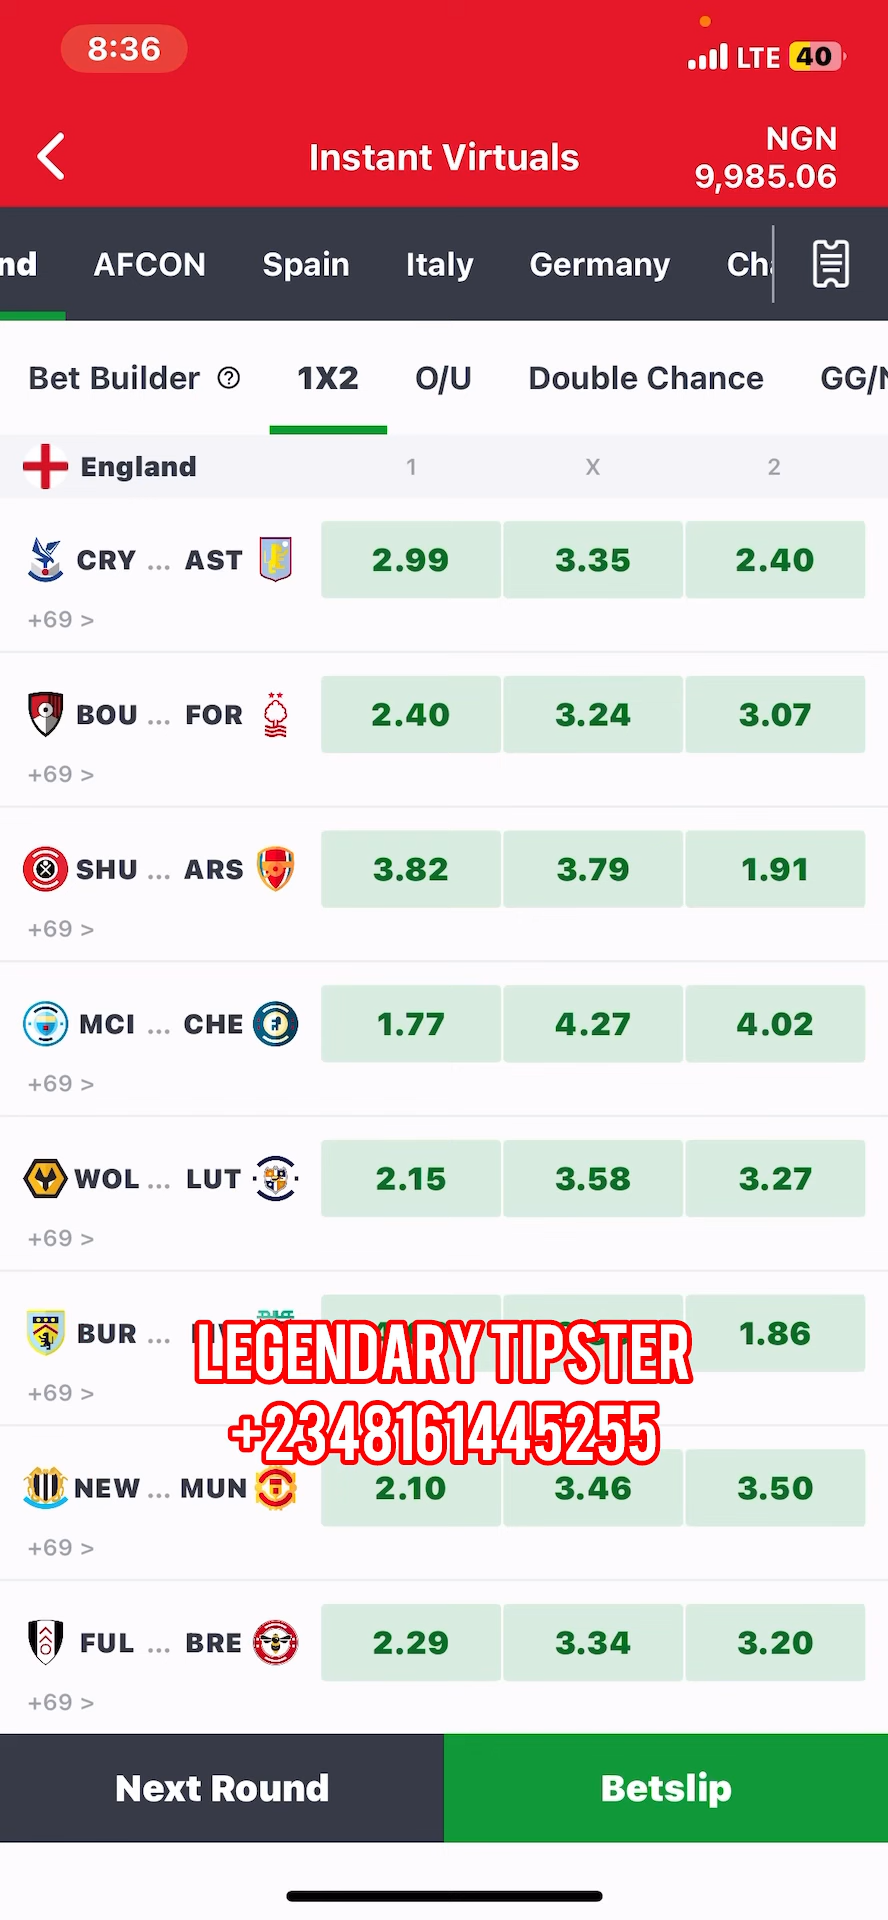 8:36 LTE 40
Instant Virtuals NGN 9,985.06
nd AFCON Spain Italy Germany
Bet Builder ? 1X2 O/U Double Chance GG/
England 1 X 2
CRY ... AST 2.99 3.35 2.40
+69 >
BOU ... FOR 2.40 3.24 3.07
+69 >
SHU ... ARS 3.82 3.79 1.91
+69 >
MCI ... CHE 1.77 4.27 4.02
+69 >
WOL ... LUT 2.15 3.58 3.27
+69 >
BUR ... 1.86
LEGENDARY TIPSTER
+69 >
+2348161445255
NEW ... MUN 2.10 3.46 3.50
+69 >
FUL ... BRE 2.29 3.34 3.20
+69 >
Next Round Betslip